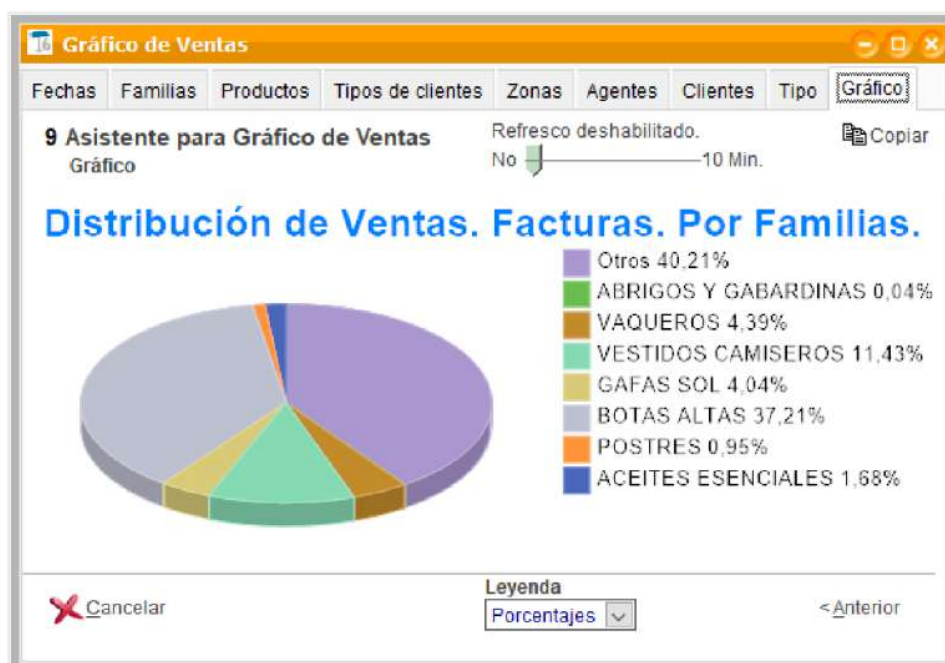 16 Gráfico de Ventas
Fechas Familias Productos Tipos de clientes Zonas Agentes Clientes Tipo Gráfico
9 Asistente para Gráfico de Ventas
Gráfico
Refresco deshabilitado.
No 10 Min.
Copiar
Distribución de Ventas. Facturas. Por Familias.
Otros 40,21%
ABRIGOS Y GABARDINAS 0,04%
VAQUEROS 4,39%
VESTIDOS CAMISEROS 11,43%
GAFAS SOL 4,04%
BOTAS ALTAS 37,21%
POSTRES 0,95%
ACEITES ESENCIALES 1,68%
Cancelar
Leyenda
Porcentajes
<Anterior